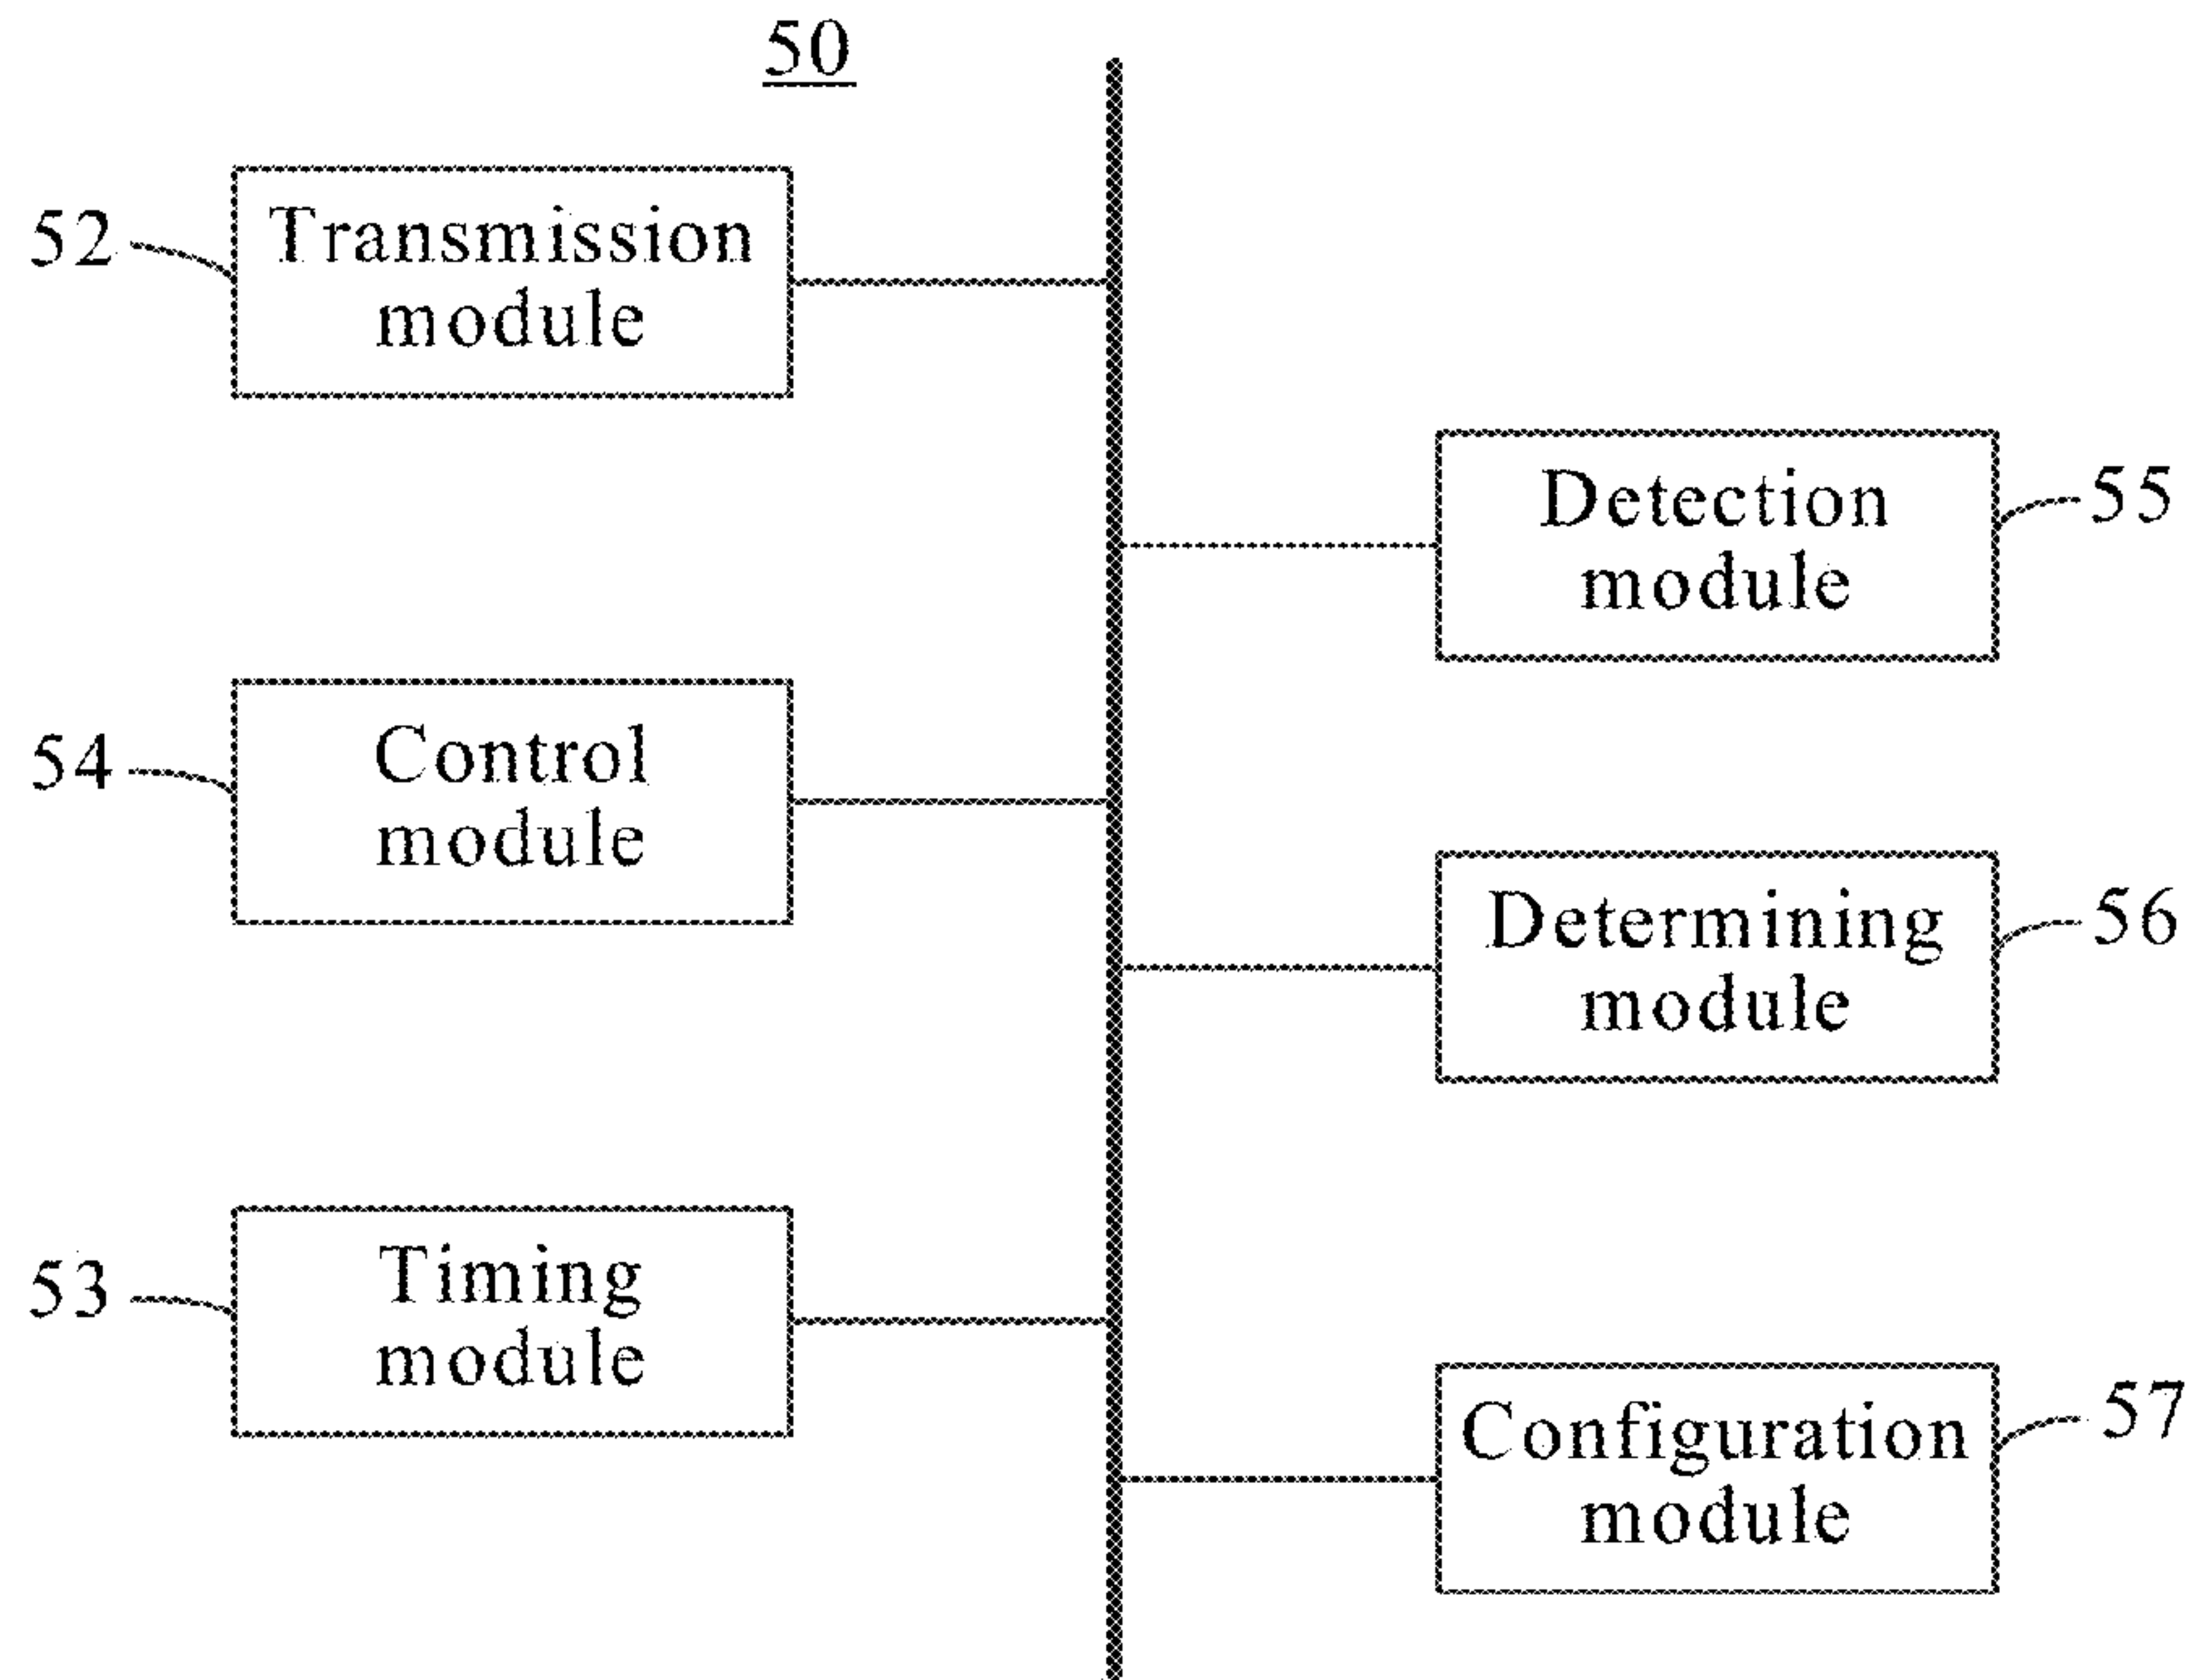 50
52
Transmission
module
Detection
module
55
54
Control
module
Determining
module
56
53
Timing
module
Configuration
module
57